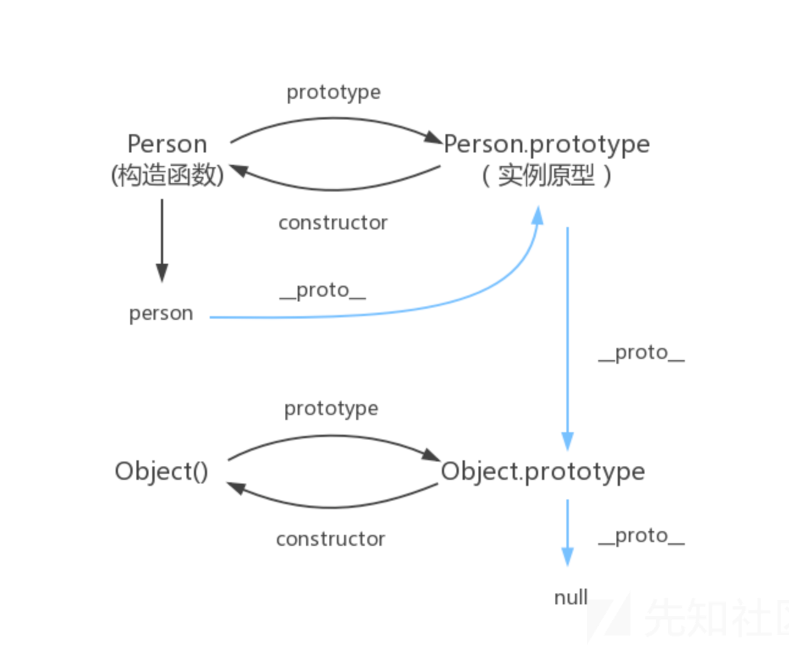 prototype
Person
Person.prototype
(构造函数)
( 实例原型 )
constructor
__proto__
person
__proto__
prototype
Object()
Object.prototype
constructor
__proto__
null
先知社区